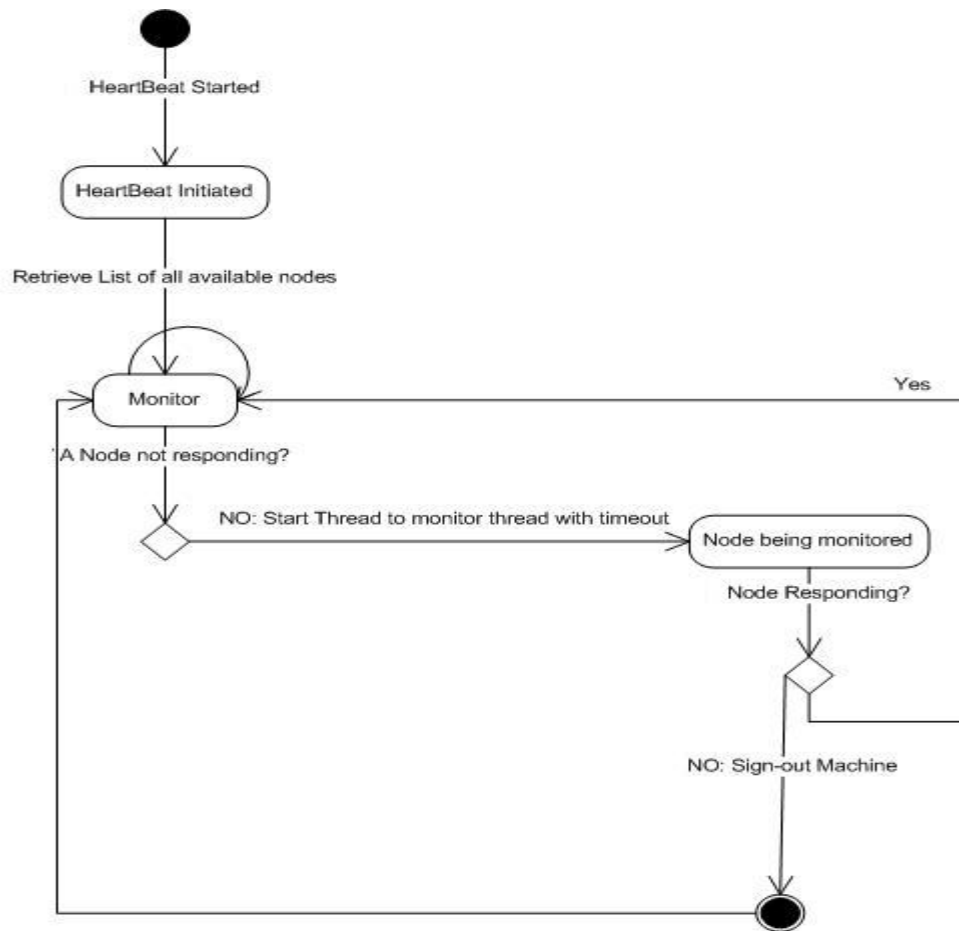 HeartBeat Started
HeartBeat Initiated
Retrieve List of all available nodes
Monitor
Yes
'A Node not responding?
NO: Start Thread to monitor thread with timeout
Node being monitored
Node Responding?
NO: Sign-out Machine